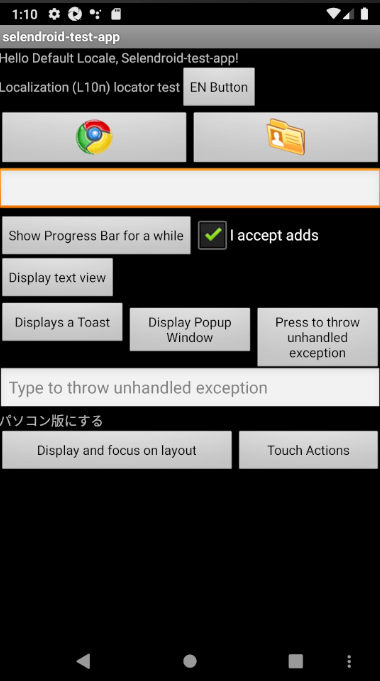 1:10
selendroid-test-app
Hello Default Locale, Selendroid-test-app!
Localization (L10n) locator test EN Button
Show Progress Bar for a while I accept adds
Display text view
Displays a Toast
Display Popup
Window
Press to throw
unhandled
exception
Type to throw unhandled exception
パソコン版にする
Display and focus on layout Touch Actions